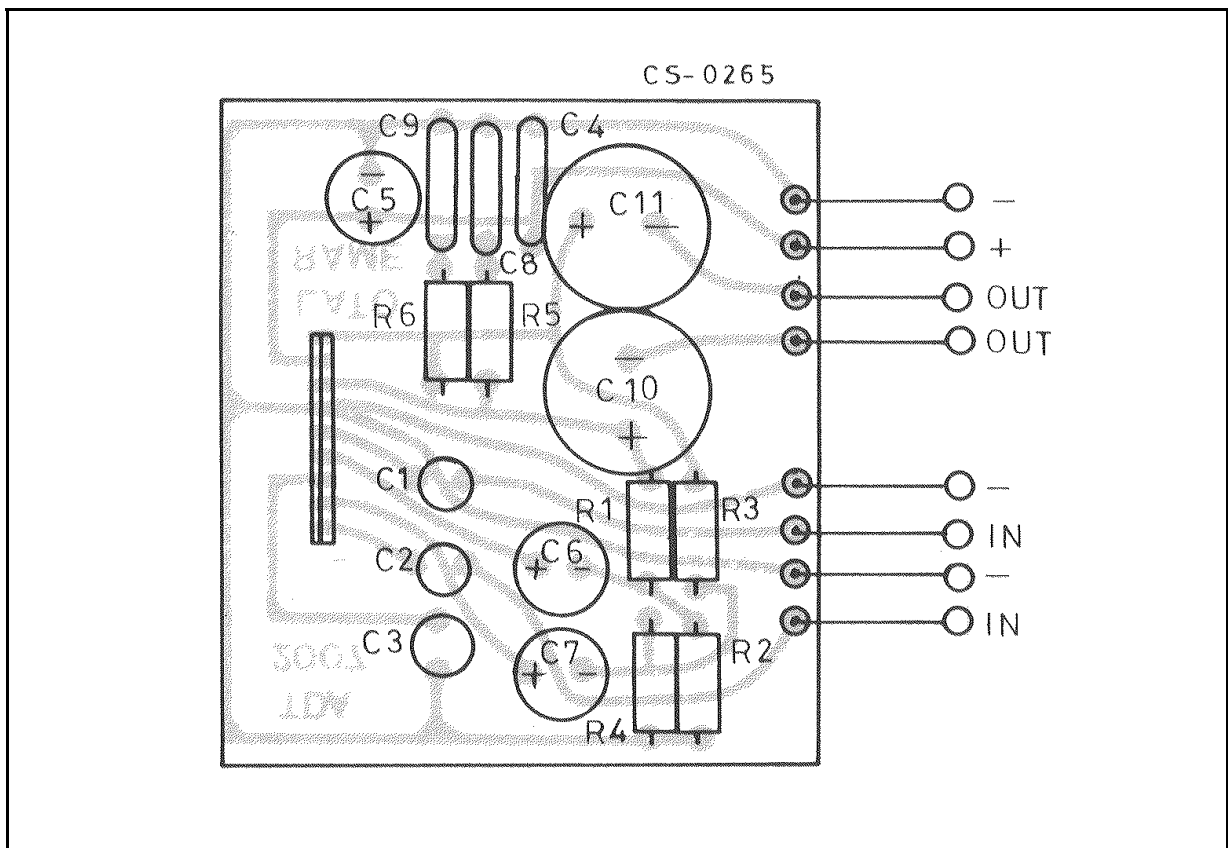 CS-0265
C9
C4
C5
C11
C8
RAME
LATO
R6
R5
C10
C1
R1
R3
C2
C6
C3
C7
R2
2007
TDA
R4
-
+
OUT
OUT
-
IN
-
IN